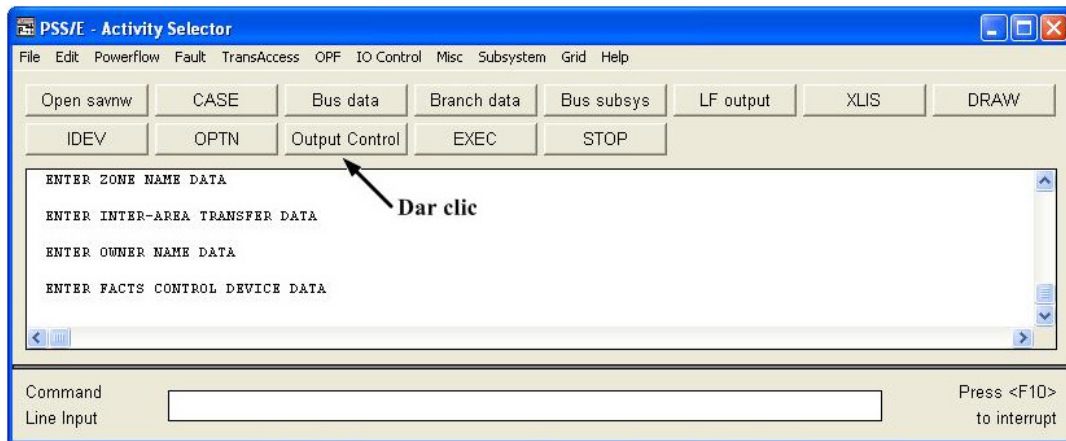 PSS/E - Activity Selector
File Edit Powerflow Fault TransAccess OPF IO Control Misc Subsystem Grid Help
Open savnw CASE Bus data Branch data Bus subsys LF output XLIS DRAW
IDEV OPTN Output Control EXEC STOP
ENTER ZONE NAME DATA
Dar clic
ENTER INTER-AREA TRANSFER DATA
ENTER OWNER NAME DATA
ENTER FACTS CONTROL DEVICE DATA
Command
Line Input
Press <F10>
to interrupt